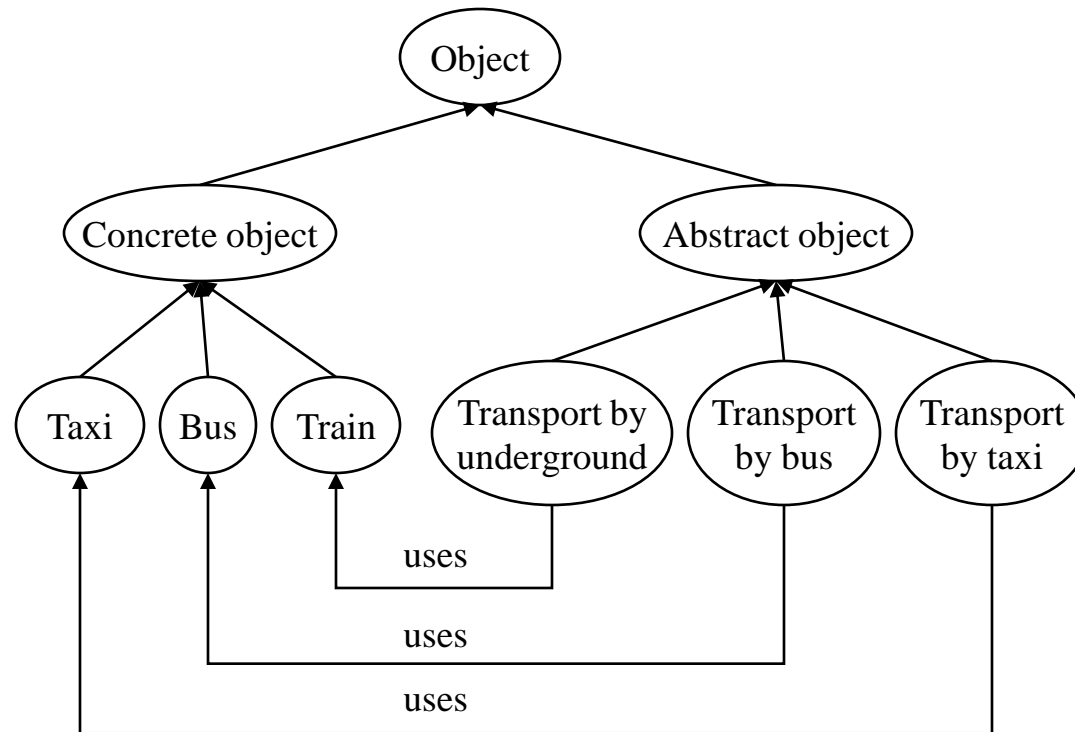 Object
Concrete object
Abstract object
Taxi
Bus
Train
Transport by
underground
Transport
by bus
Transport
by taxi
uses
uses
uses